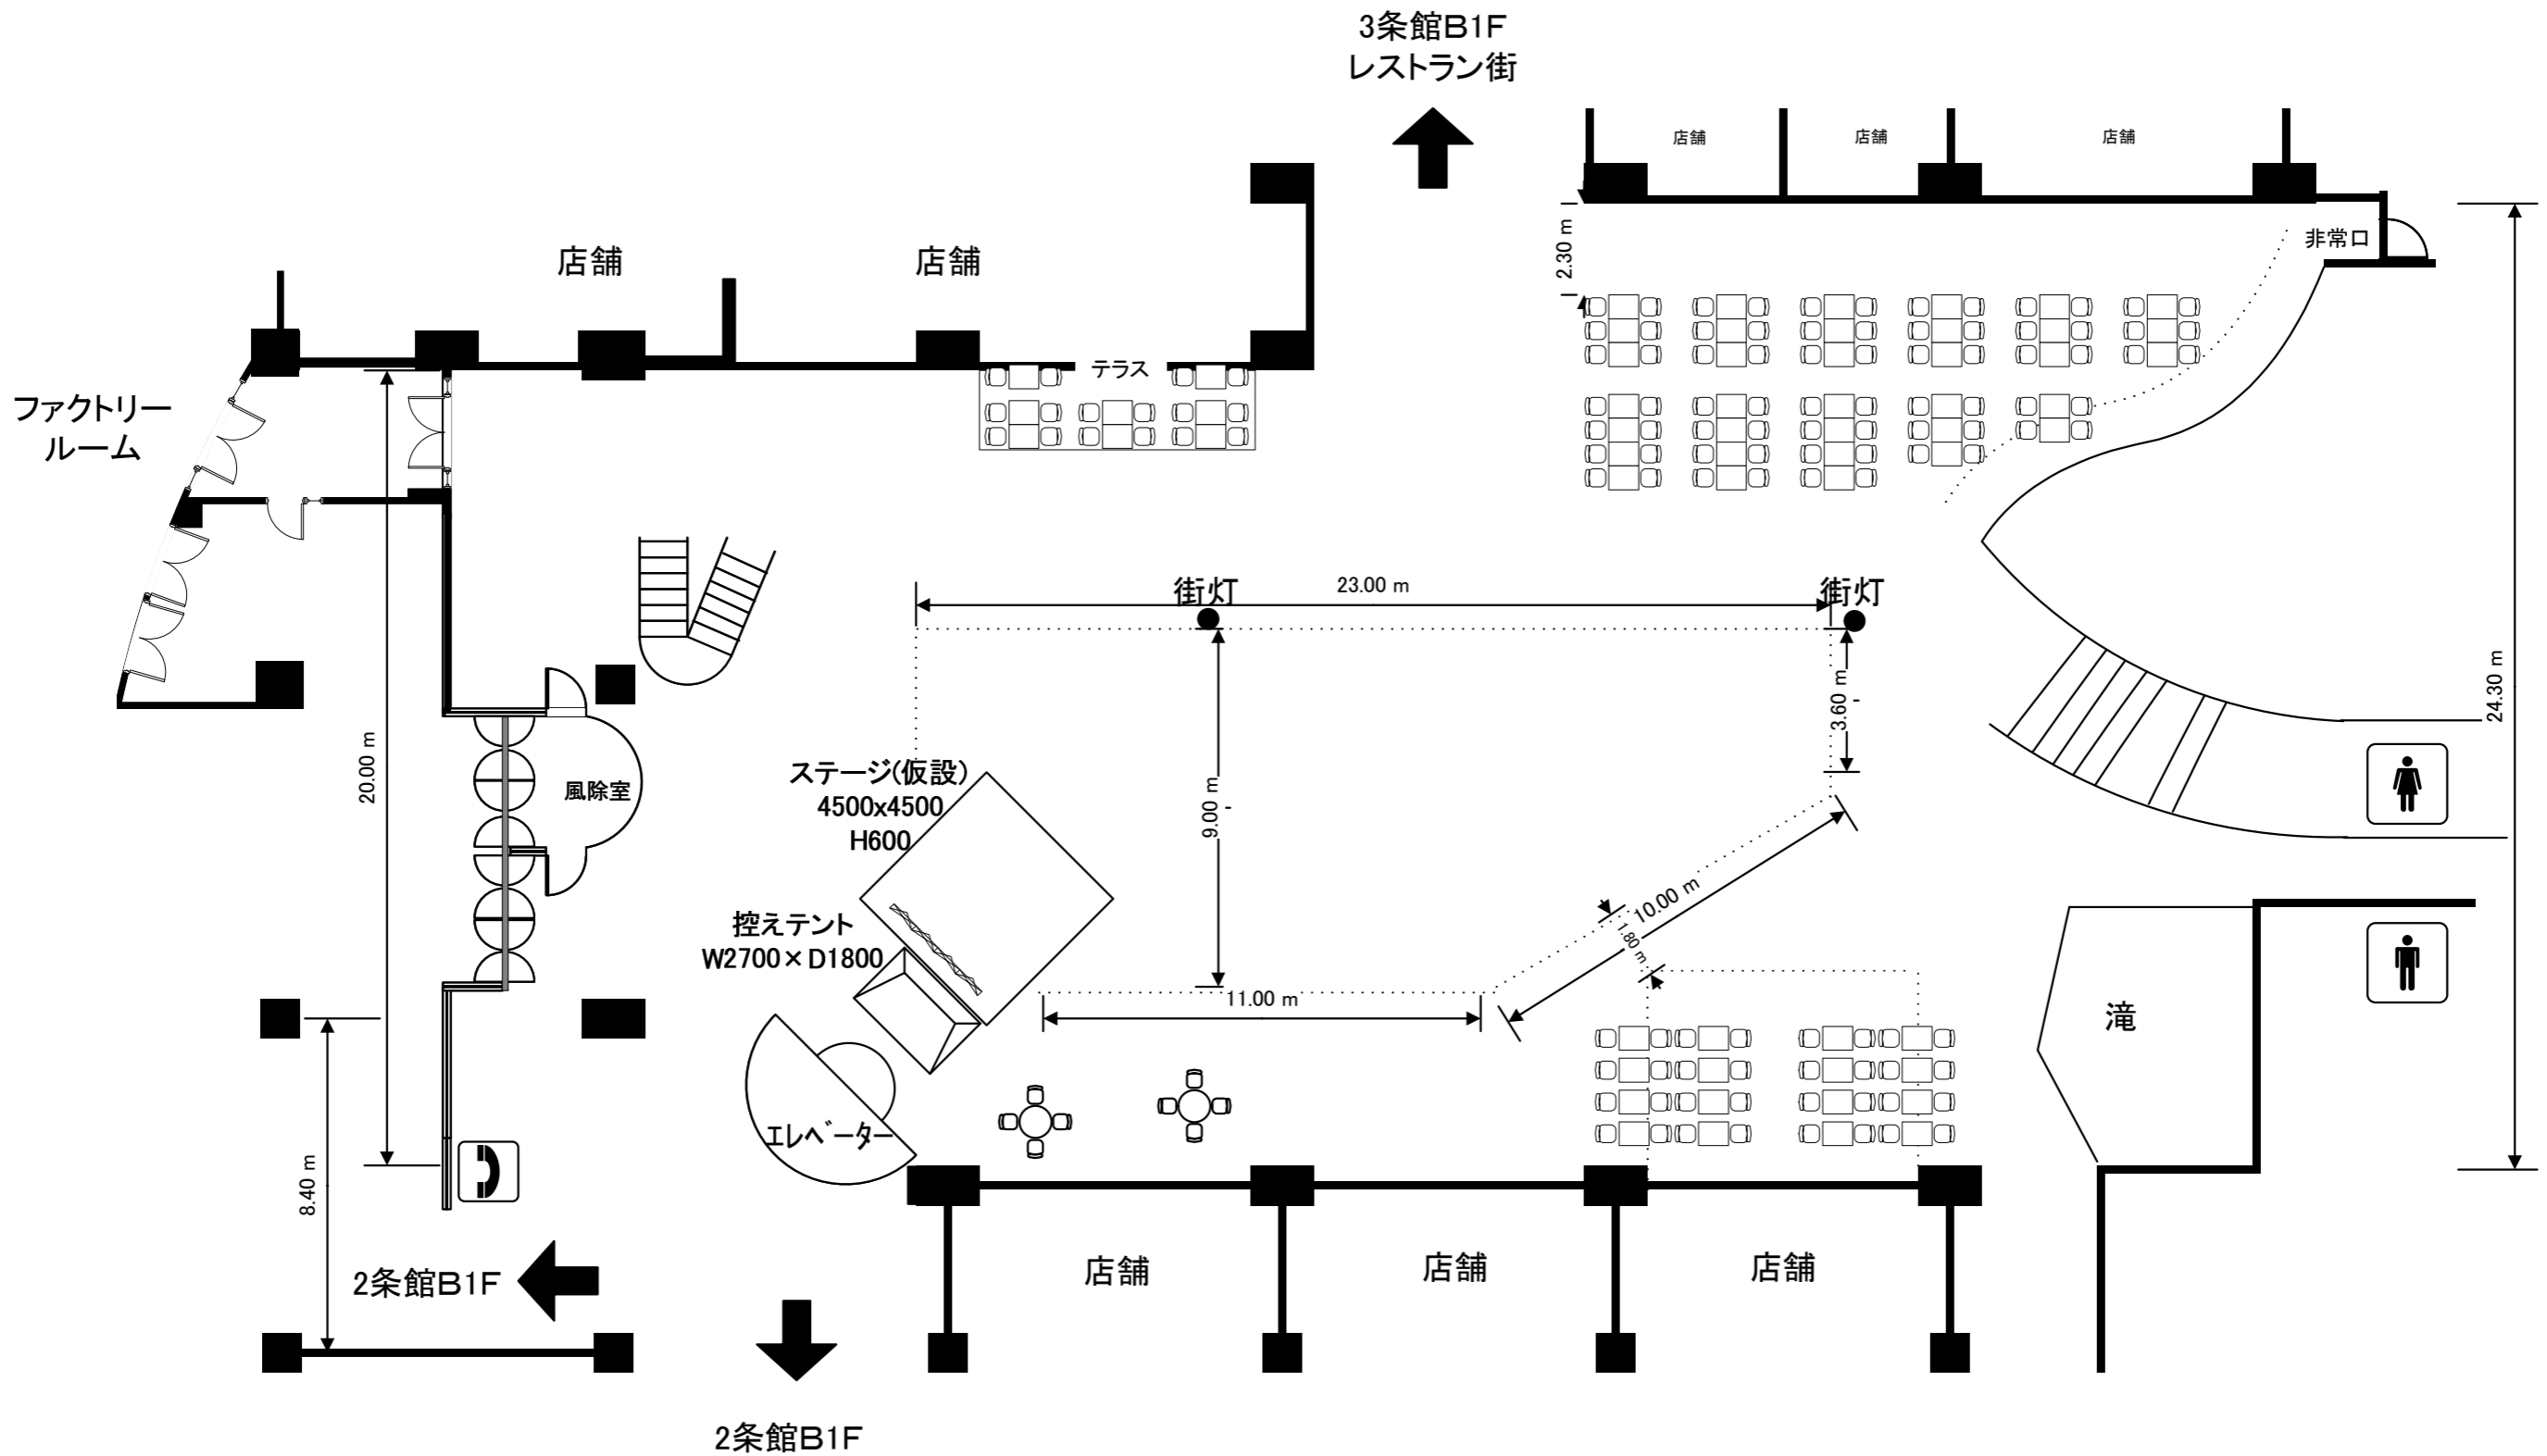 3条館B1F
レストラン街
店舗
店舗
店舗
2.30 m
非常口
店舗
店舗
テラス
ファクトリー
ルーム
街灯
23.00 m
街灯
3.60 m
24.30 m
20.00 m
風除室
ステージ(仮設)
4500x4500
H600
9.00 m
控えテント
W2700×D1800
10.00 m
1.80 m
11.00 m
滝
エレベーター
8.40 m
2条館B1F
店舗
店舗
店舗
2条館B1F